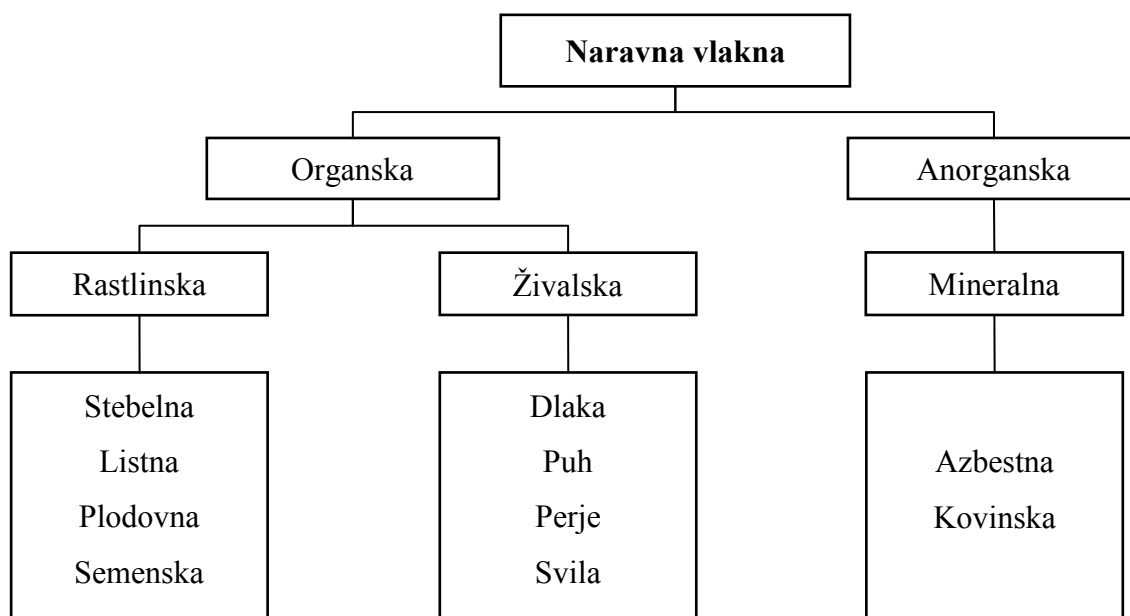 Naravna vlakna
Organska
Anorganska
Rastlinska
Živalska
Mineralna
Stebelna
Listna
Plodovna
Semenska
Dlaka
Puh
Perje
Svila
Azbestna
Kovinska